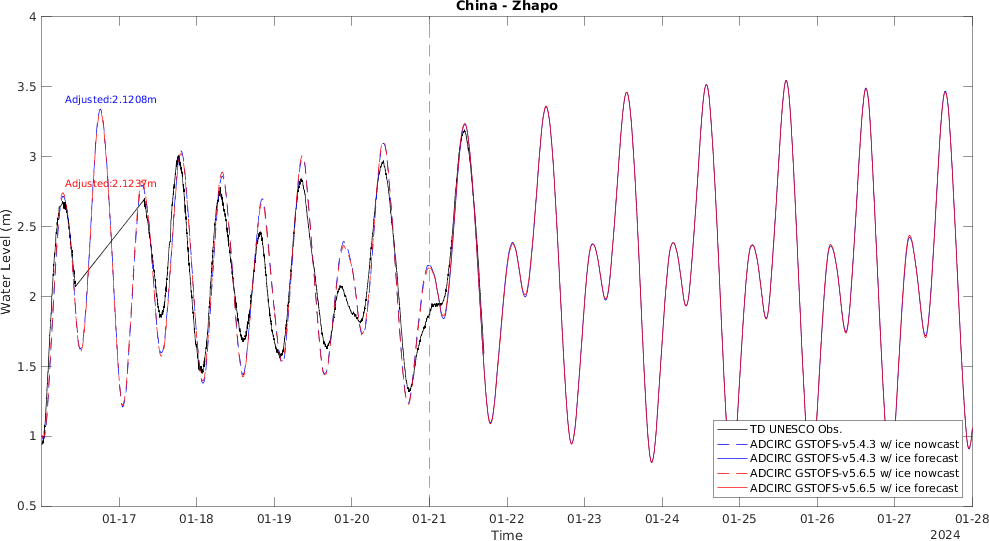 China - Zhapo
Water Level (m)
4
3.5
3
2.5
2
1.5
1
0.5
Adjusted:2.1208m
Adjusted:2.1237m
TD UNESCO Obs.
ADCIRC GSTOFS-v5.4.3 w/ ice nowcast
ADCIRC GSTOFS-v5.4.3 w/ ice forecast
ADCIRC GSTOFS-v5.6.5 w/ ice nowcast
ADCIRC GSTOFS-v5.6.5 w/ ice forecast
01-17 01-18 01-19 01-20 01-21 01-22 01-23 01-24 01-25 01-26 01-27 01-28
Time
2024